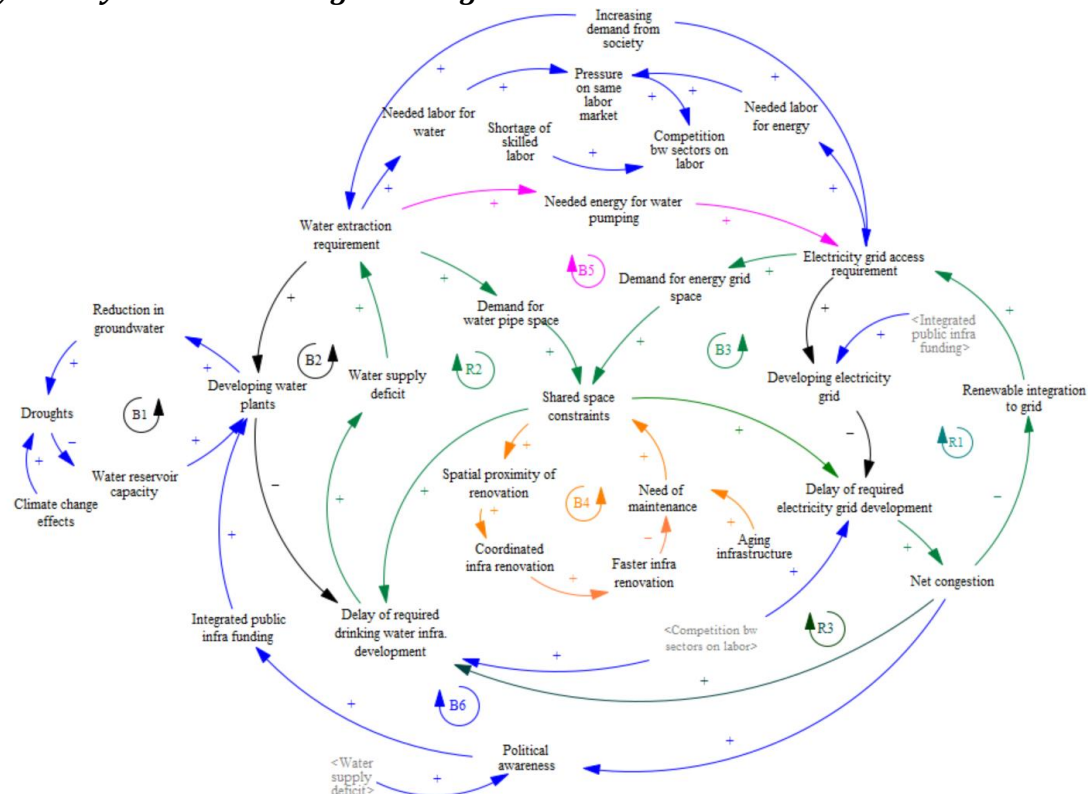 Increasing
demand from
society
+
+
Pressure
on same
labor
market
+
+
+
+
Needed labor for
water
Needed labor
for energy
Shortage of
skilled
labor
Competition
bw sectors on
labor
+
+
+
Needed energy for water
pumping
+
+
Water extraction
requirement
Electricity grid access
requirement
B5
+
+
Demand for energy grid
space
Demand for
water pipe space
+
+
+
+
Reduction in
groundwater
<Integrated
public infra
funding>
+
+
+
+
B2
B3
R2
+
Developing water
plants
Water supply
deficit
Developing electricity
grid
Renewable integration
to grid
Droughts
B1
Shared space
constraints
–
+
+
–
R1
+
+
+
Water reservoir
capacity
Spatial proximity of
renovation
B4
Need of
maintenance
Delay of required
electricity grid development
Climate change
effects
–
+
+
–
+
+
Coordinated
infra renovation
Aging
infrastructure
+
–
Faster infra
renovation
+
+
Net congestion
+
Integrated public
infra funding
Delay of required
drinking water infra.
development
<Competition bw
sectors on labor>
R3
+
+
B6
+
+
Political
awareness
<Water
supply
deficit>
+